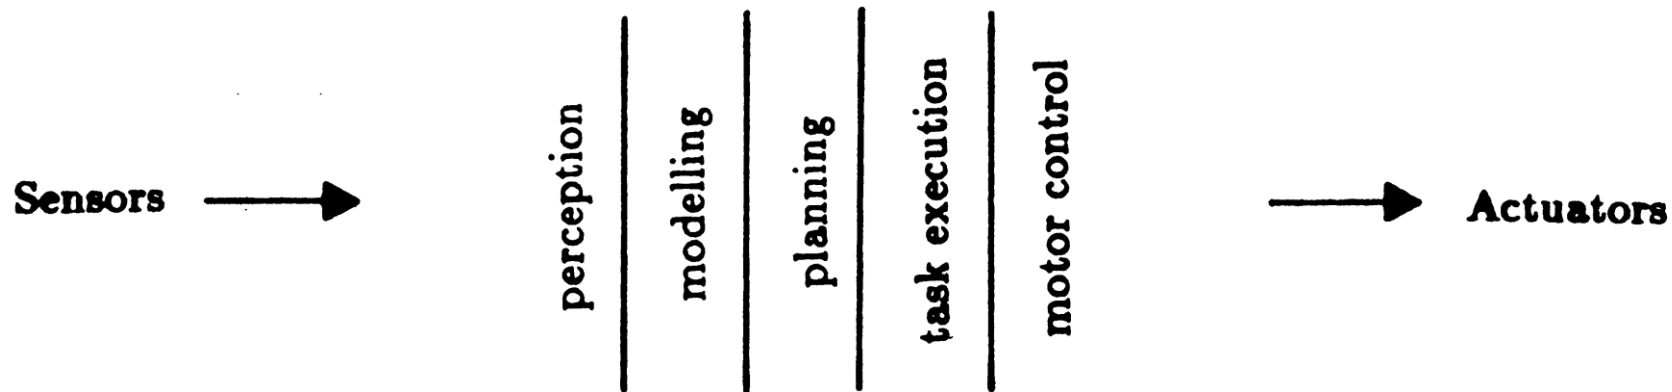 Sensors
perception
modelling
planning
task execution
motor control
Actuators